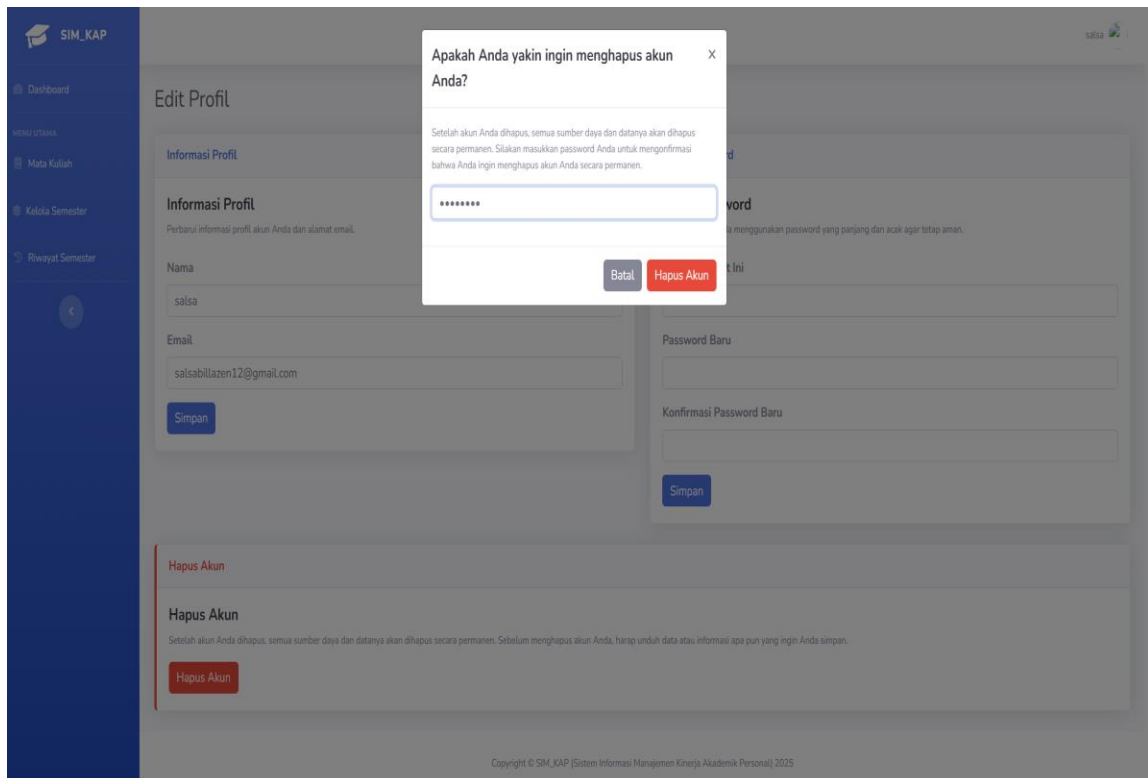 SIM_KAP
salsa
Dashboard
MENU UTAMA
Mata Kuliah
Kelola Semester
Riwayat Semester
Edit Profil
Apakah Anda yakin ingin menghapus akun
Anda?
X
Setelah akun Anda dihapus, semua sumber daya dan datanya akan dihapus
secara permanen. Silakan masukkan password Anda untuk mengonfirmasi
bahwa Anda ingin menghapus akun Anda secara permanen.
••••••••
Batal
Hapus Akun
Informasi Profil
Informasi Profil
Perbarui informasi profil akun Anda dan alamat email.
Nama
salsa
Email
salsabillazen12@gmail.com
Simpan
menggunakan password yang panjang dan acak agar tetap aman.
Ini
Password Baru
Konfirmasi Password Baru
Simpan
Hapus Akun
Hapus Akun
Setelah akun Anda dihapus, semua sumber daya dan datanya akan dihapus secara permanen. Sebelum menghapus akun Anda, harap unduh data atau informasi apa pun yang ingin Anda simpan.
Hapus Akun
Copyright © SIM_KAP (Sistem Informasi Manajemen Kinerja Akademik Personal) 2025